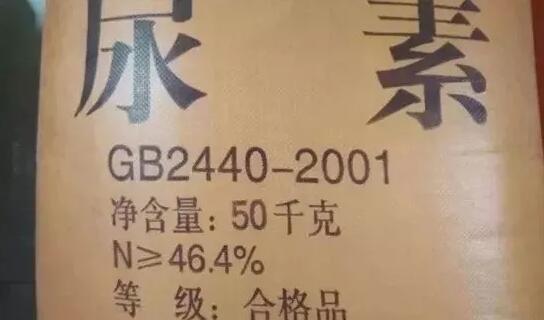 尿 素
GB2440-2001
净含量:50千克
N≥46.4%
等 级:合格品